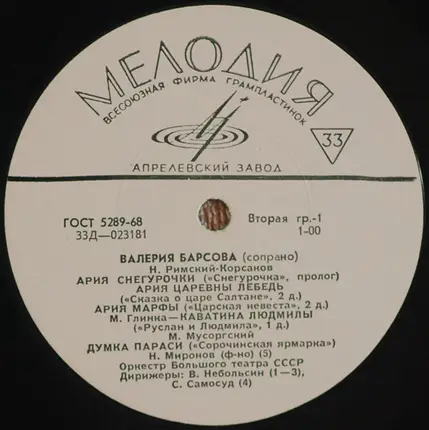 МЕЛОДИЯ
ВСЕСОЮЗНАЯ ФИРМА ГРАМПЛАСТИНОК
33
АПРЕЛЕВСКИЙ ЗАВОД
ГОСТ 5289-68
33Д—023181
Вторая гр.-1
1-00
ВАЛЕРИЯ БАРСОВА (сопрано)
Н. Римский-Корсаков
АРИЯ СНЕГУРОЧКИ («Снегурочка», пролог)
АРИЯ ЦАРЕВНЫ ЛЕБЕДЬ
(«Сказка о царе Салтане», 2 д.)
АРИЯ МАРФЫ («Царская невеста», 2 д.)
М. Глинка—КАВАТИНА ЛЮДМИЛЫ
(«Руслан и Людмила», 1 д.)
М. Мусоргский
ДУМКА ПАРАСИ («Сорочинская ярмарка»)
Н. Миронов (ф-но) (5)
Оркестр Большого театра СССР
Дирижеры: В. Небольсин (1—3),
С. Самосуд (4)